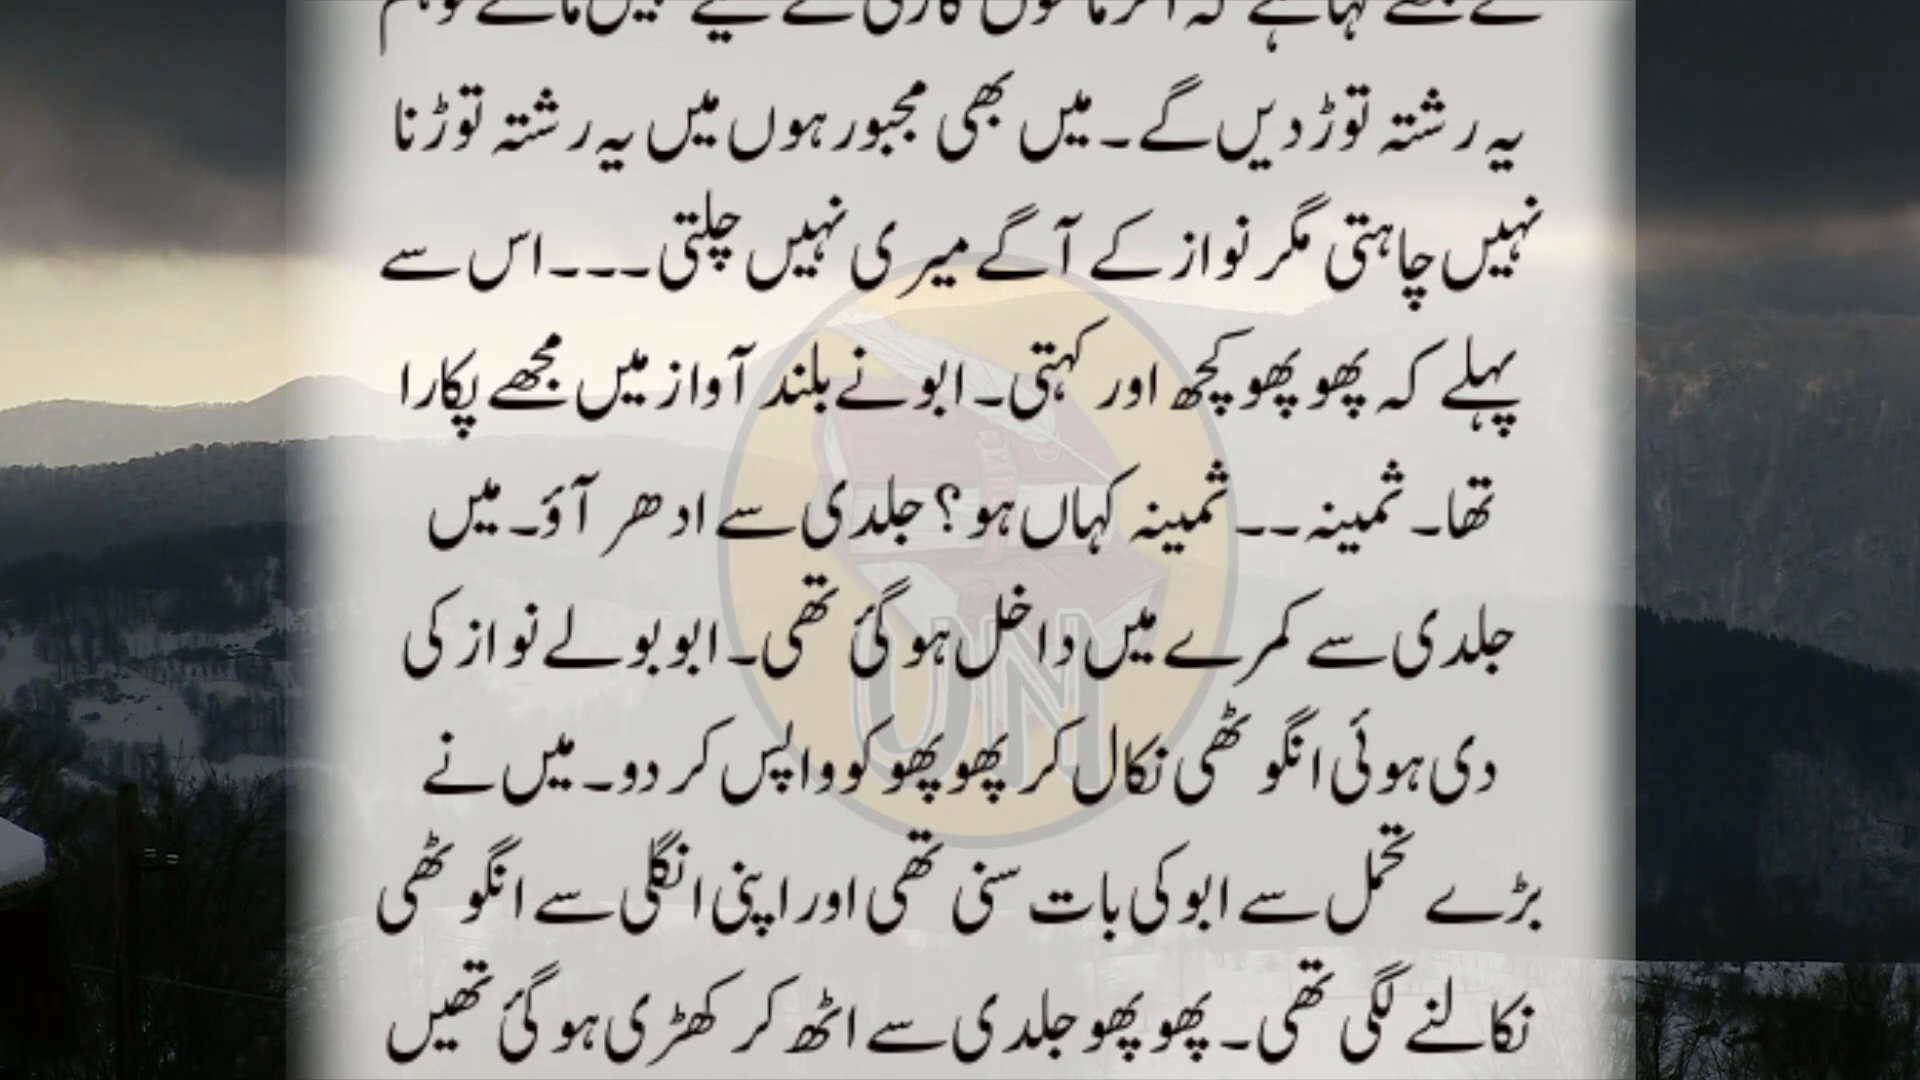 یہ رشتہ توڑ دیں گے۔ میں بھی مجبور ہوں میں یہ رشتہ توڑنا
نہیں چاہتی مگر نواز کے آگے میری نہیں چلتی۔۔۔ اس سے
پہلے کہ پھوپھو کچھ اور کہتی۔ ابو نے بلند آواز میں مجھے پکارا
تھا۔ ثمینہ۔۔ ثمینہ کہاں ہو؟ جلدی سے ادھر آؤ۔ میں
جلدی سے کمرے میں داخل ہو گئی تھی۔ ابو بولے نواز کی
دی ہوئی انگوٹھی نکال کر پھوپھو کو واپس کر دو۔ میں نے
بڑے تحمل سے ابو کی بات سنی تھی اور اپنی انگلی سے انگوٹھی
نکالنے لگی تھی۔ پھوپھو جلدی سے اٹھ کر کھڑی ہو گئی تھیں
UN